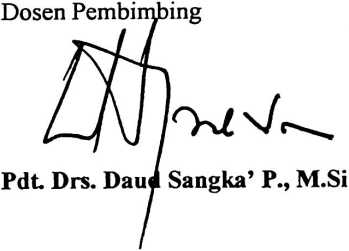 Dosen Pembimbing
Pdt. Drs. Daud Sangka' P., M.Si